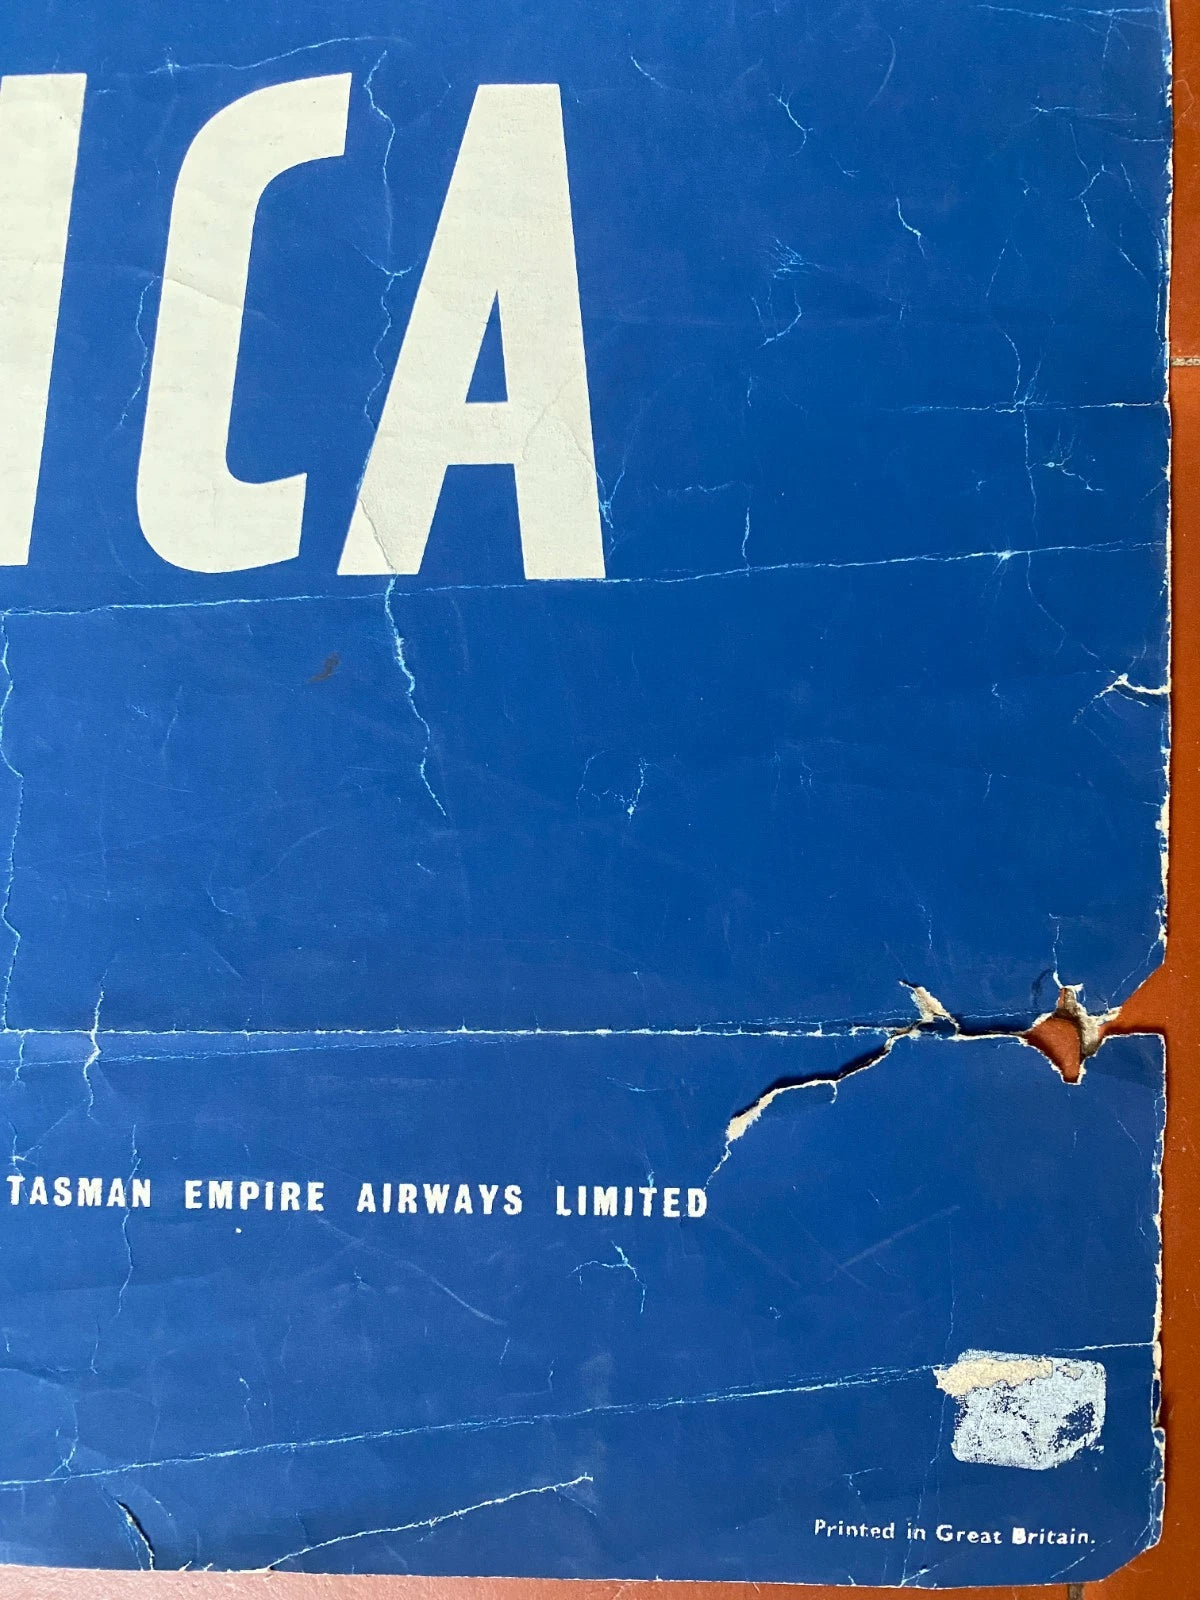 ICA
TASMAN EMPIRE AIRWAYS LIMITED
Printed in Great Britain.